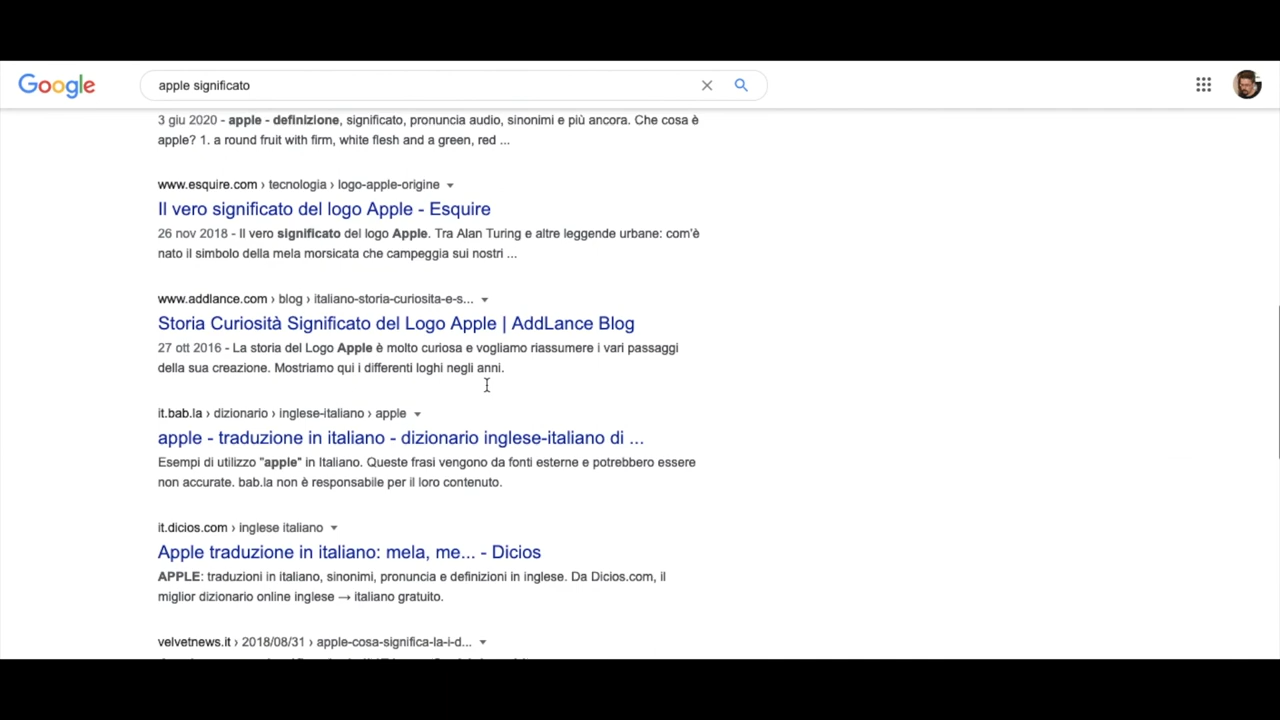 Google
apple significato
3 giu 2020 - apple - definizione, significato, pronuncia audio, sinonimi e più ancora. Che cosa è
apple? 1. a round fruit with firm, white flesh and a green, red ...
www.esquire.com › tecnologia › logo-apple-origine
Il vero significato del logo Apple - Esquire
26 nov 2018 - Il vero significato del logo Apple. Tra Alan Turing e altre leggende urbane: com'è
nato il simbolo della mela morsicata che campeggia sui nostri ...
www.addlance.com › blog › italiano-storia-curiosita-e-s...
Storia Curiosità Significato del Logo Apple | AddLance Blog
27 ott 2016 - La storia del Logo Apple è molto curiosa e vogliamo riassumere i vari passaggi
della sua creazione. Mostriamo qui i differenti loghi negli anni.
it.bab.la › dizionario › inglese-italiano › apple
apple - traduzione in italiano - dizionario inglese-italiano di ...
Esempi di utilizzo "apple" in Italiano. Queste frasi vengono da fonti esterne e potrebbero essere
non accurate. bab.la non è responsabile per il loro contenuto.
it.dicios.com › inglese italiano
Apple traduzione in italiano: mela, me... - Dicios
APPLE: traduzioni in italiano, sinonimi, pronuncia e definizioni in inglese. Da Dicios.com, il
miglior dizionario online inglese → italiano gratuito.
velvetnews.it › 2018/08/31 › apple-cosa-significa-la-i-d...